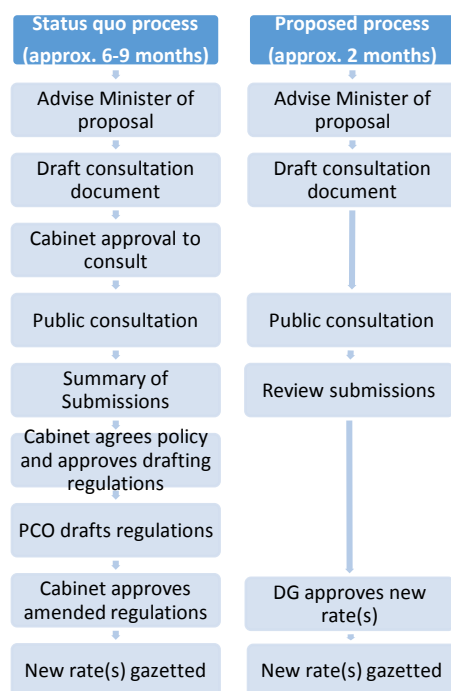 Status quo process
(approx. 6-9 months)
Advise Minister of
proposal
Draft consultation
document
Cabinet approval to
consult
Public consultation
Summary of
Submissions
Cabinet agrees policy
and approves drafting
regulations
PCO drafts regulations
Cabinet approves
amended regulations
New rate(s) gazetted
Proposed process
(approx. 2 months)
Advise Minister of
proposal
Draft consultation
document
Public consultation
Review submissions
DG approves new
rate(s)
New rate(s) gazetted